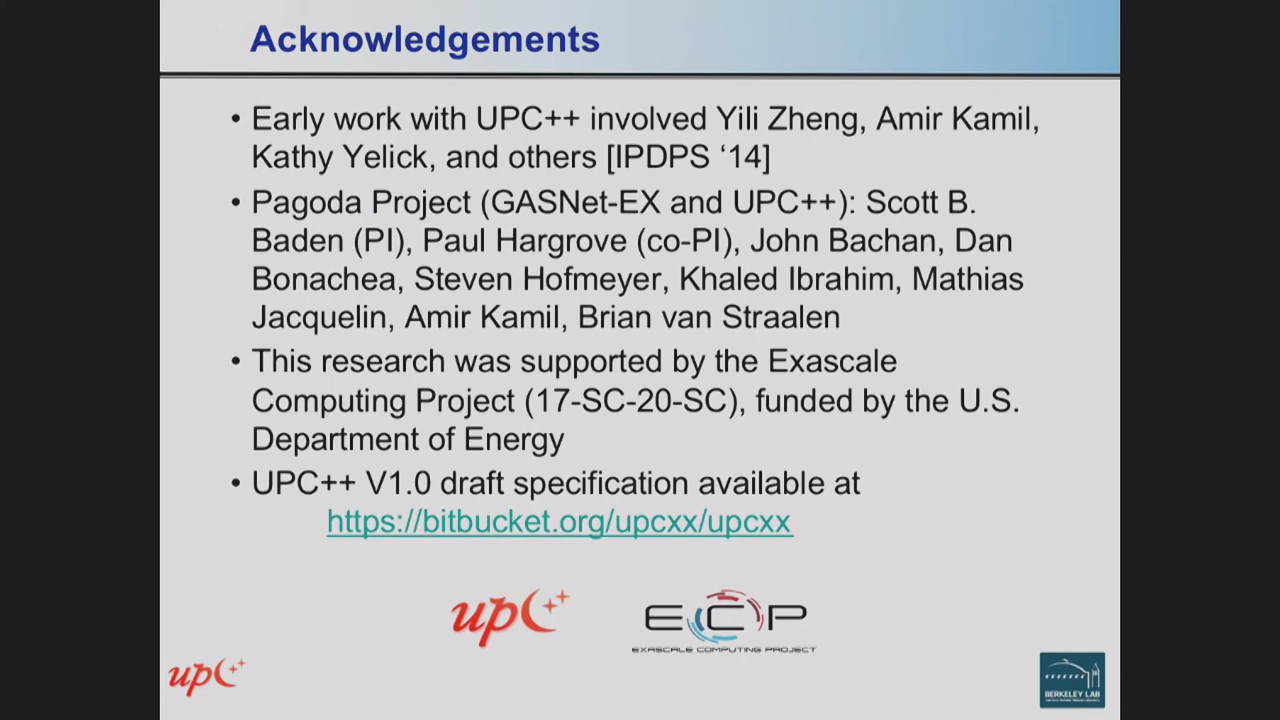 Acknowledgements
• Early work with UPC++ involved Yili Zheng, Amir Kamil,
Kathy Yelick, and others [IPDPS ‘14]
• Pagoda Project (GASNet-EX and UPC++): Scott B.
Baden (PI), Paul Hargrove (co-PI), John Bachan, Dan
Bonachea, Steven Hofmeyer, Khaled Ibrahim, Mathias
Jacquelin, Amir Kamil, Brian van Straalen
• This research was supported by the Exascale
Computing Project (17-SC-20-SC), funded by the U.S.
Department of Energy
• UPC++ V1.0 draft specification available at
https://bitbucket.org/upcxx/upcxx
upc++
ECP
EXASCALE COMPUTING PROJECT
upc++
BERKELEY LAB